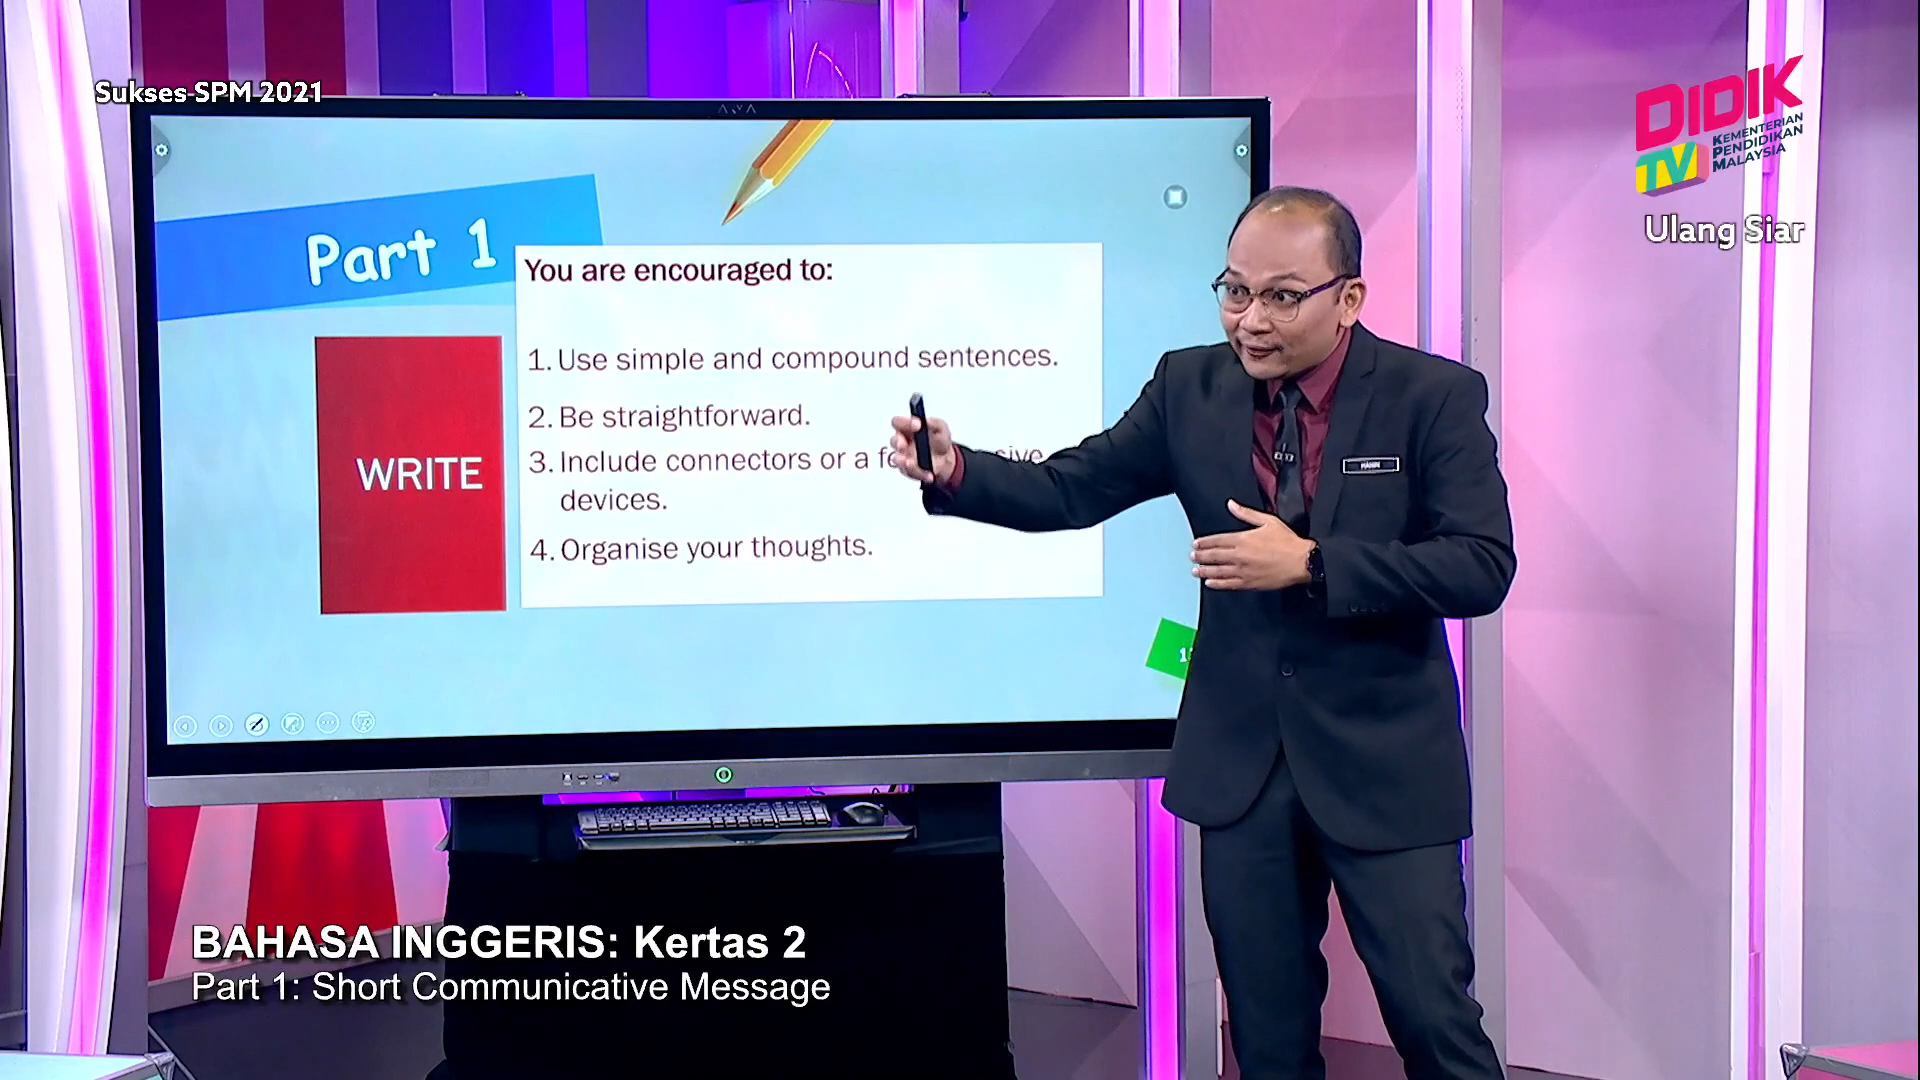 Sukses SPM 2021
DIDIK
TV
KEMENTERIAN
PENDIDIKAN
MALAYSIA
Ulang Siar
Part 1
You are encouraged to:
1. Use simple and compound sentences.
2. Be straightforward.
3. Include connectors or a
devices.
4. Organise your thoughts.
WRITE
BAHASA INGGERIS: Kertas 2
Part 1: Short Communicative Message